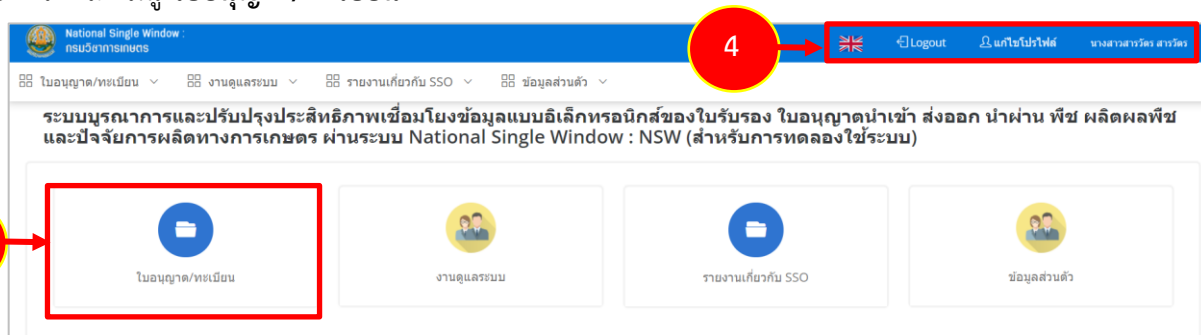 National Single Window :
กรมวิชาการเกษตร
4
Logout
แก้ไขโปรไฟล์
นางสาวสารวัตร สารวัตร
ใบอนุญาต/ทะเบียน
งานดูแลระบบ
รายงานเกี่ยวกับ SSO
ข้อมูลส่วนตัว
ระบบบูรณาการและปรับปรุงประสิทธิภาพเชื่อมโยงข้อมูลแบบอิเล็กทรอนิกส์ของใบรับรอง ใบอนุญาตนำเข้า ส่งออก นำผ่าน พืช ผลิตผลพืช
และปัจจัยการผลิตทางการเกษตร ผ่านระบบ National Single Window : NSW (สำหรับการทดลองใช้ระบบ)
ใบอนุญาต/ทะเบียน
งานดูแลระบบ
รายงานเกี่ยวกับ SSO
ข้อมูลส่วนตัว